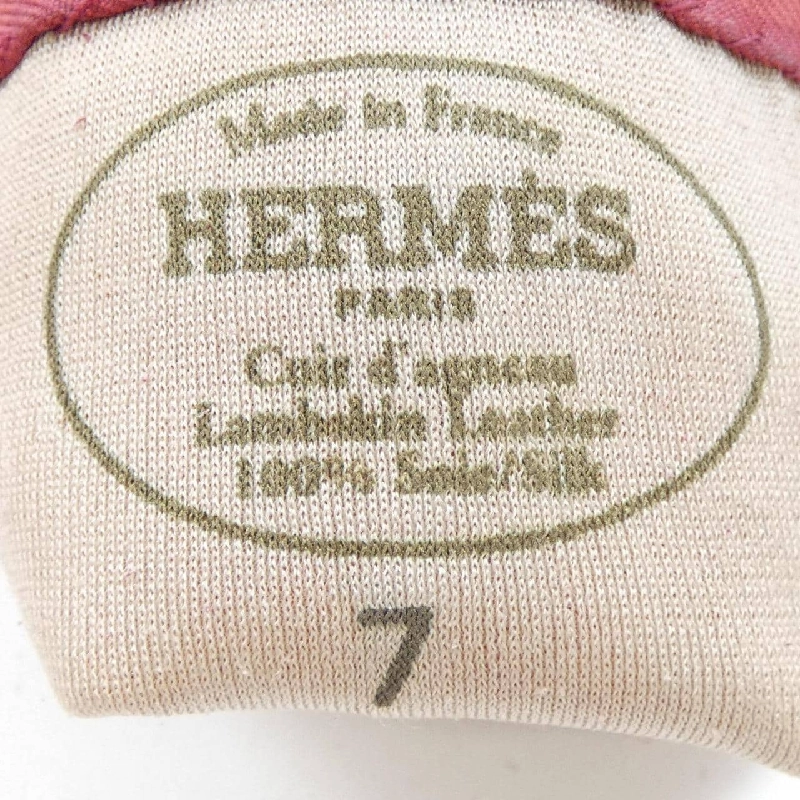 Made in France
HERMÈS
PARIS
Cuir d'agneau
Lambskin Leather
100% Soie/Silk
7